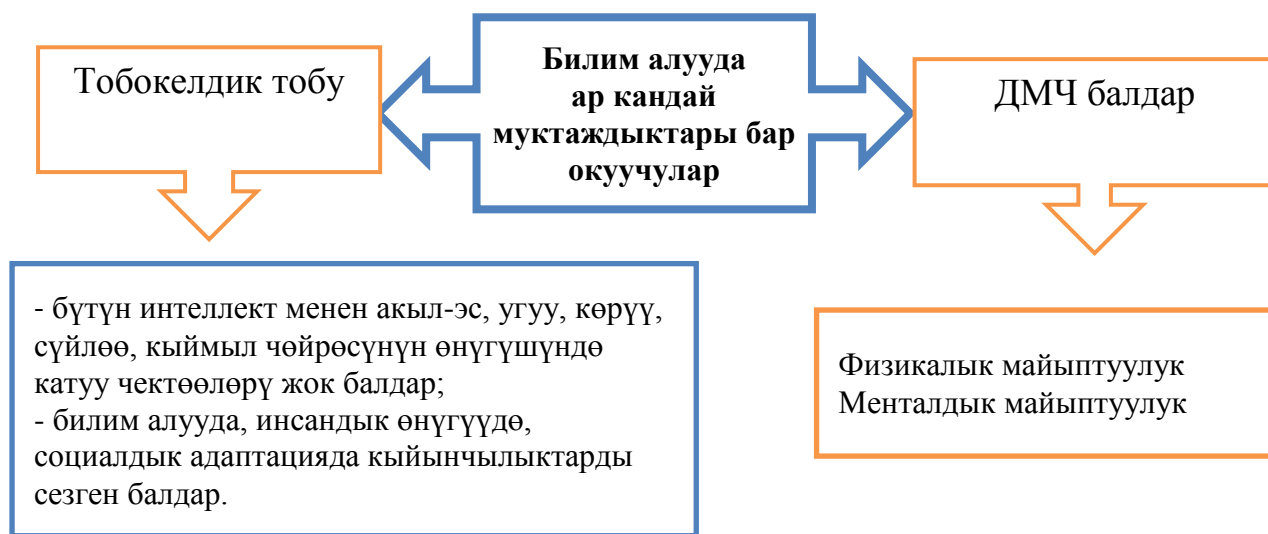 Тобокелдик тобу
Билим алууда
ар кандай
муктаждыктары бар
окуучулар
ДМЧ балдар
- бүтүн интеллект менен акыл-эс, угуу, көрүү,
сүйлөө, кыймыл чөйрөсүнүн өнүгүшүндө
катуу чектөөлөрү жок балдар;
- билим алууда, инсандык өнүгүүдө,
социалдык адаптацияда кыйынчылыктарды
сезген балдар.
Физикалык майыптуулук
Менталдык майыптуулук